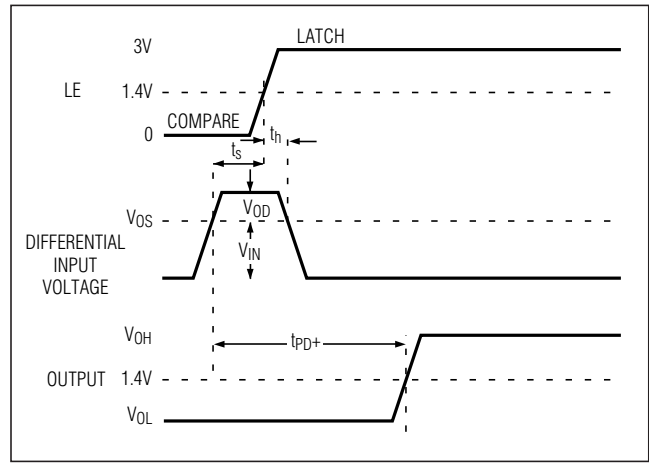 3V
LATCH
LE
1.4V
COMPARE
0
th
ts
VOS
VOD
VIN
DIFFERENTIAL
INPUT
VOLTAGE
VOH
tPD+
OUTPUT
1.4V
VOL